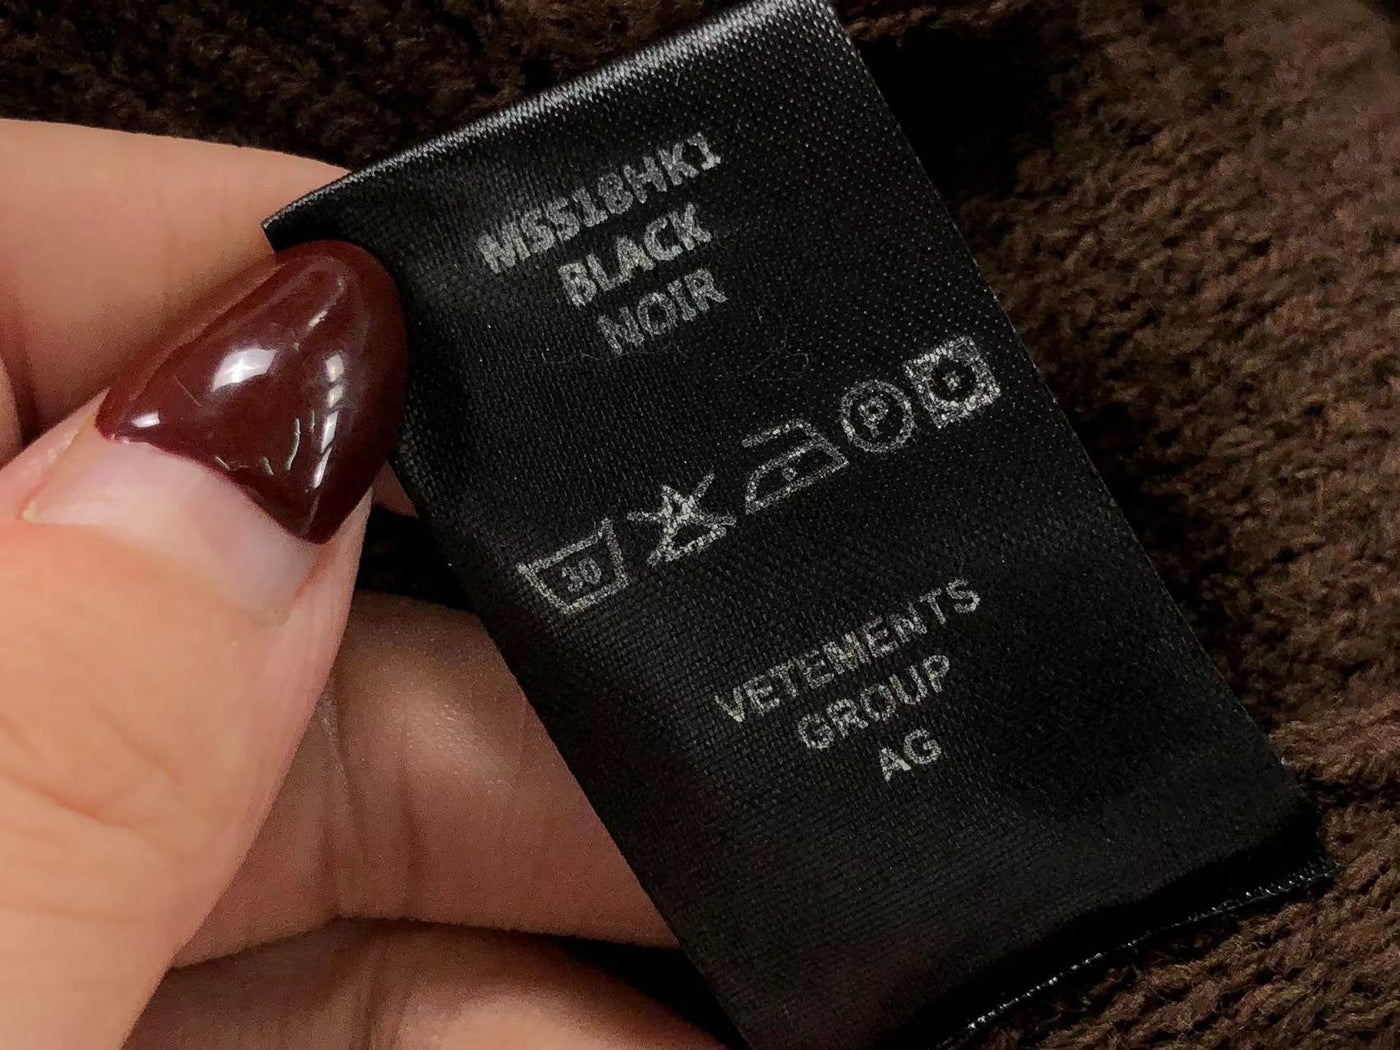 MSS18HK1
BLACK
NOIR
30 P
VETEMENTS
GROUP
AG